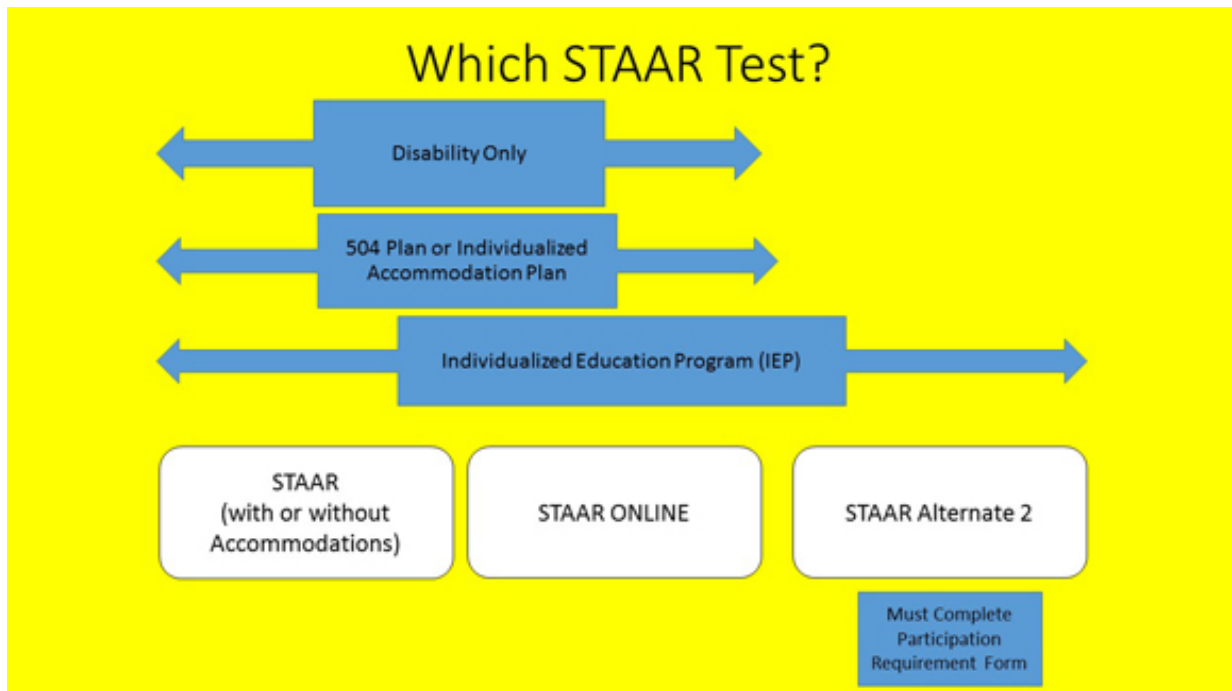 Which STAAR Test?
Disability Only
504 Plan or Individualized
Accommodation Plan
Individualized Education Program (IEP)
STAAR
(with or without
Accommodations)
STAAR ONLINE
STAAR Alternate 2
Must Complete
Participation
Requirement Form